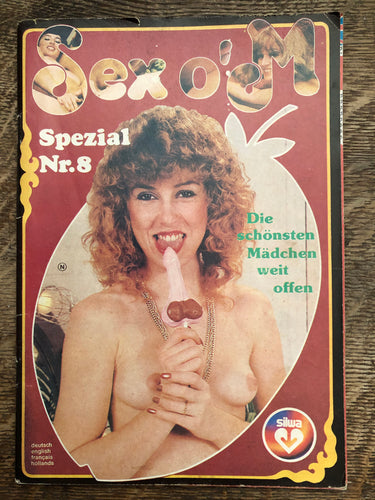 Sex o'M
Spezial
Nr.8
Die
schönsten
Mädchen
weit
offen
N
silwa
deutsch
english
français
hollands